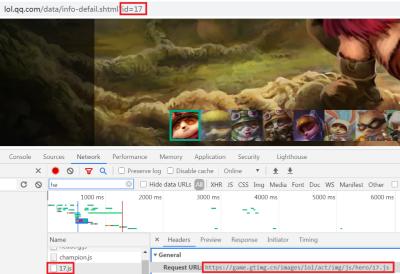 lol.qq.com/data/info-defail.shtml id=17
Console Sources Network Performance Memory Application Security Lighthouse
Preserve log Disable cache Online
he Hide data URLs All XHR JS CSS Img Media Font Doc WS Manifest Other
1000 ms 2000 ms 3000 ms 4000 ms 5000 ms 6000 ms
Name × Headers Preview Response Initiator Timing
champion.js ▼ General
17.js Request URL: https://game.gtimg.cn/images/lol/act/img/js/hero/17.js